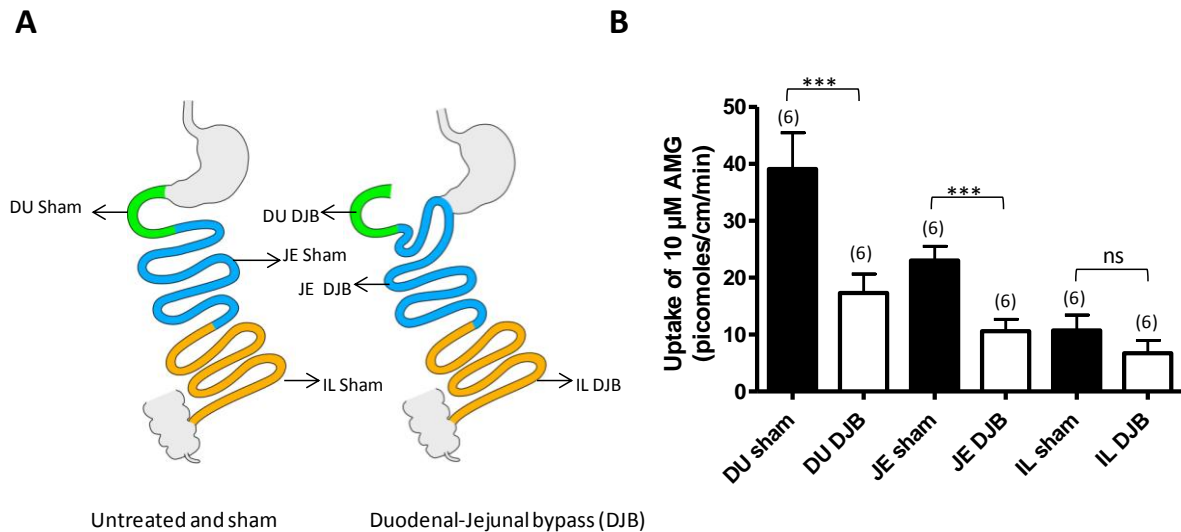 A
DU Sham
JE Sham
IL Sham
Untreated and sham
DU DJB
JE DJB
IL DJB
Duodenal-Jejunal bypass (DJB)
B
Uptake of 10 µM AMG
(picomoles/cm/min)
50
40
30
20
10
0
***
***
ns
(6)
(6)
(6)
(6)
(6)
(6)
DU sham
DU DJB
JE sham
JE DJB
IL sham
IL DJB